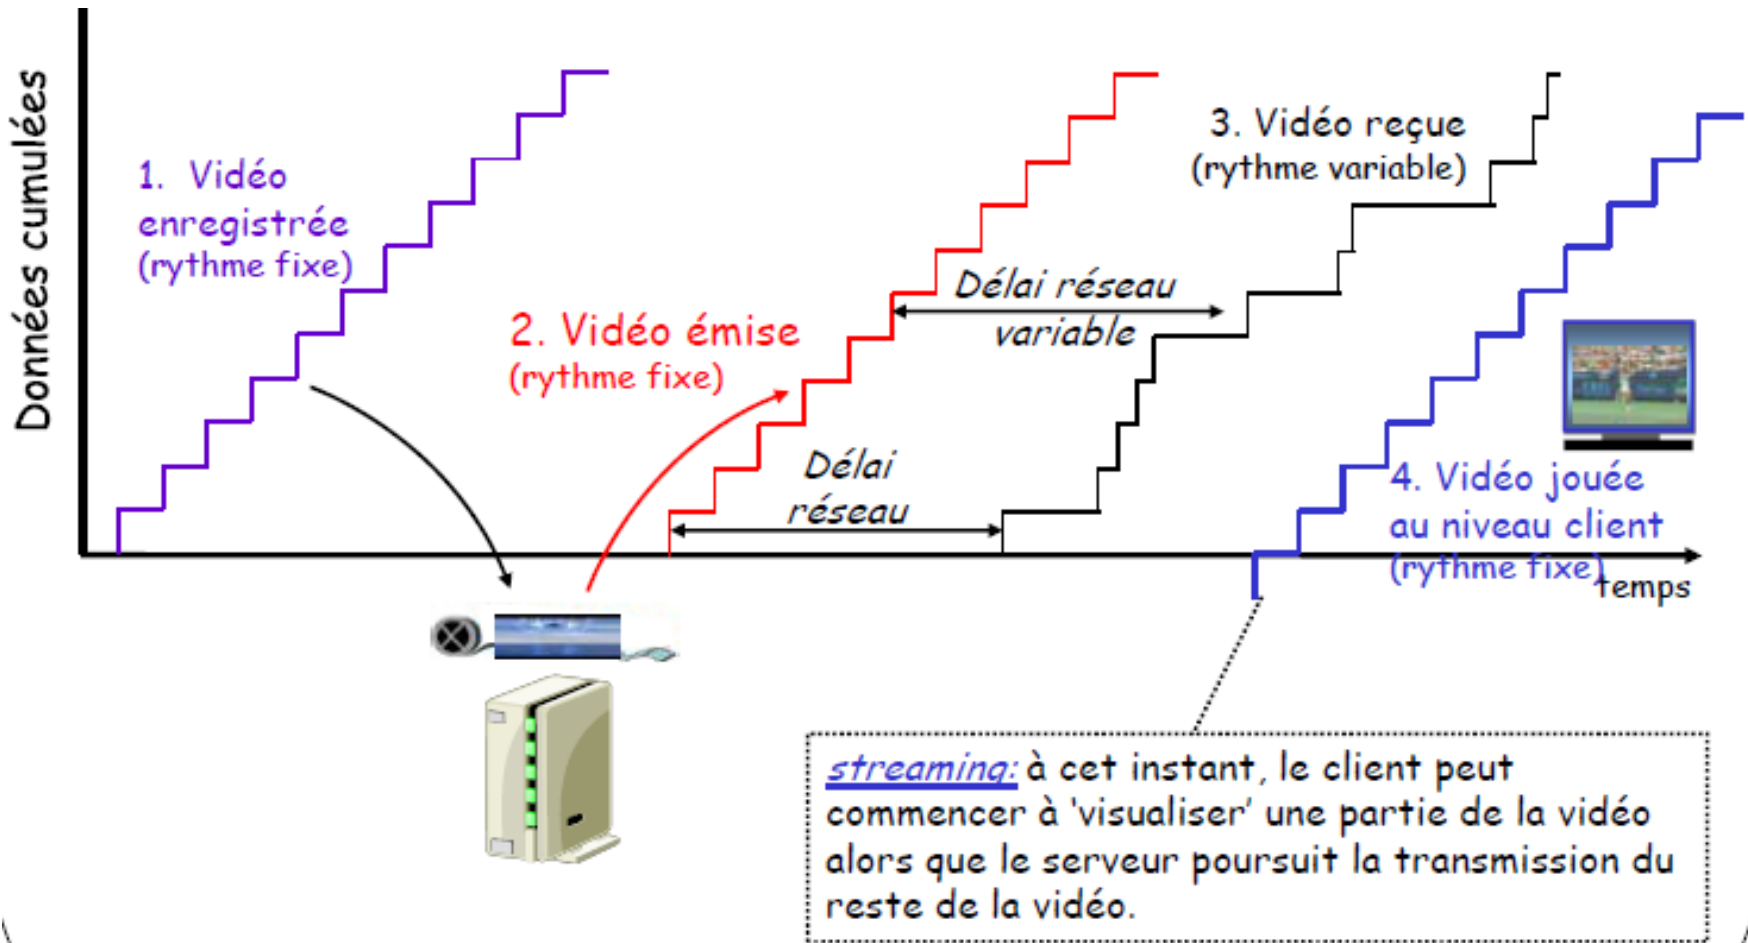 Données cumulées
1. Vidéo
enregistrée
(rythme fixe)
2. Vidéo émise
(rythme fixe)
Délai réseau
variable
Délai
réseau
3. Vidéo reçue
(rythme variable)
4. Vidéo jouée
au niveau client
(rythme fixe)
temps
streaming: à cet instant, le client peut
commencer à 'visualiser' une partie de la vidéo
alors que le serveur poursuit la transmission du
reste de la vidéo.